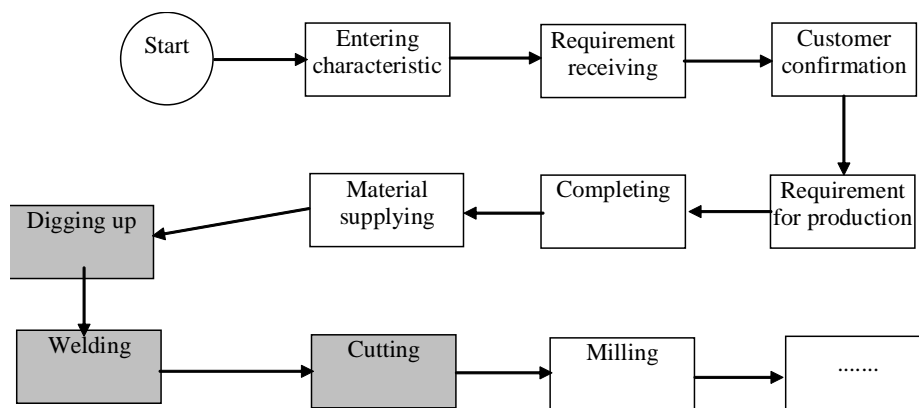 Start
Entering
characteristic
Requirement
receiving
Customer
confirmation
Requirement
for production
Completing
Material
supplying
Digging up
Welding
Cutting
Milling
.......